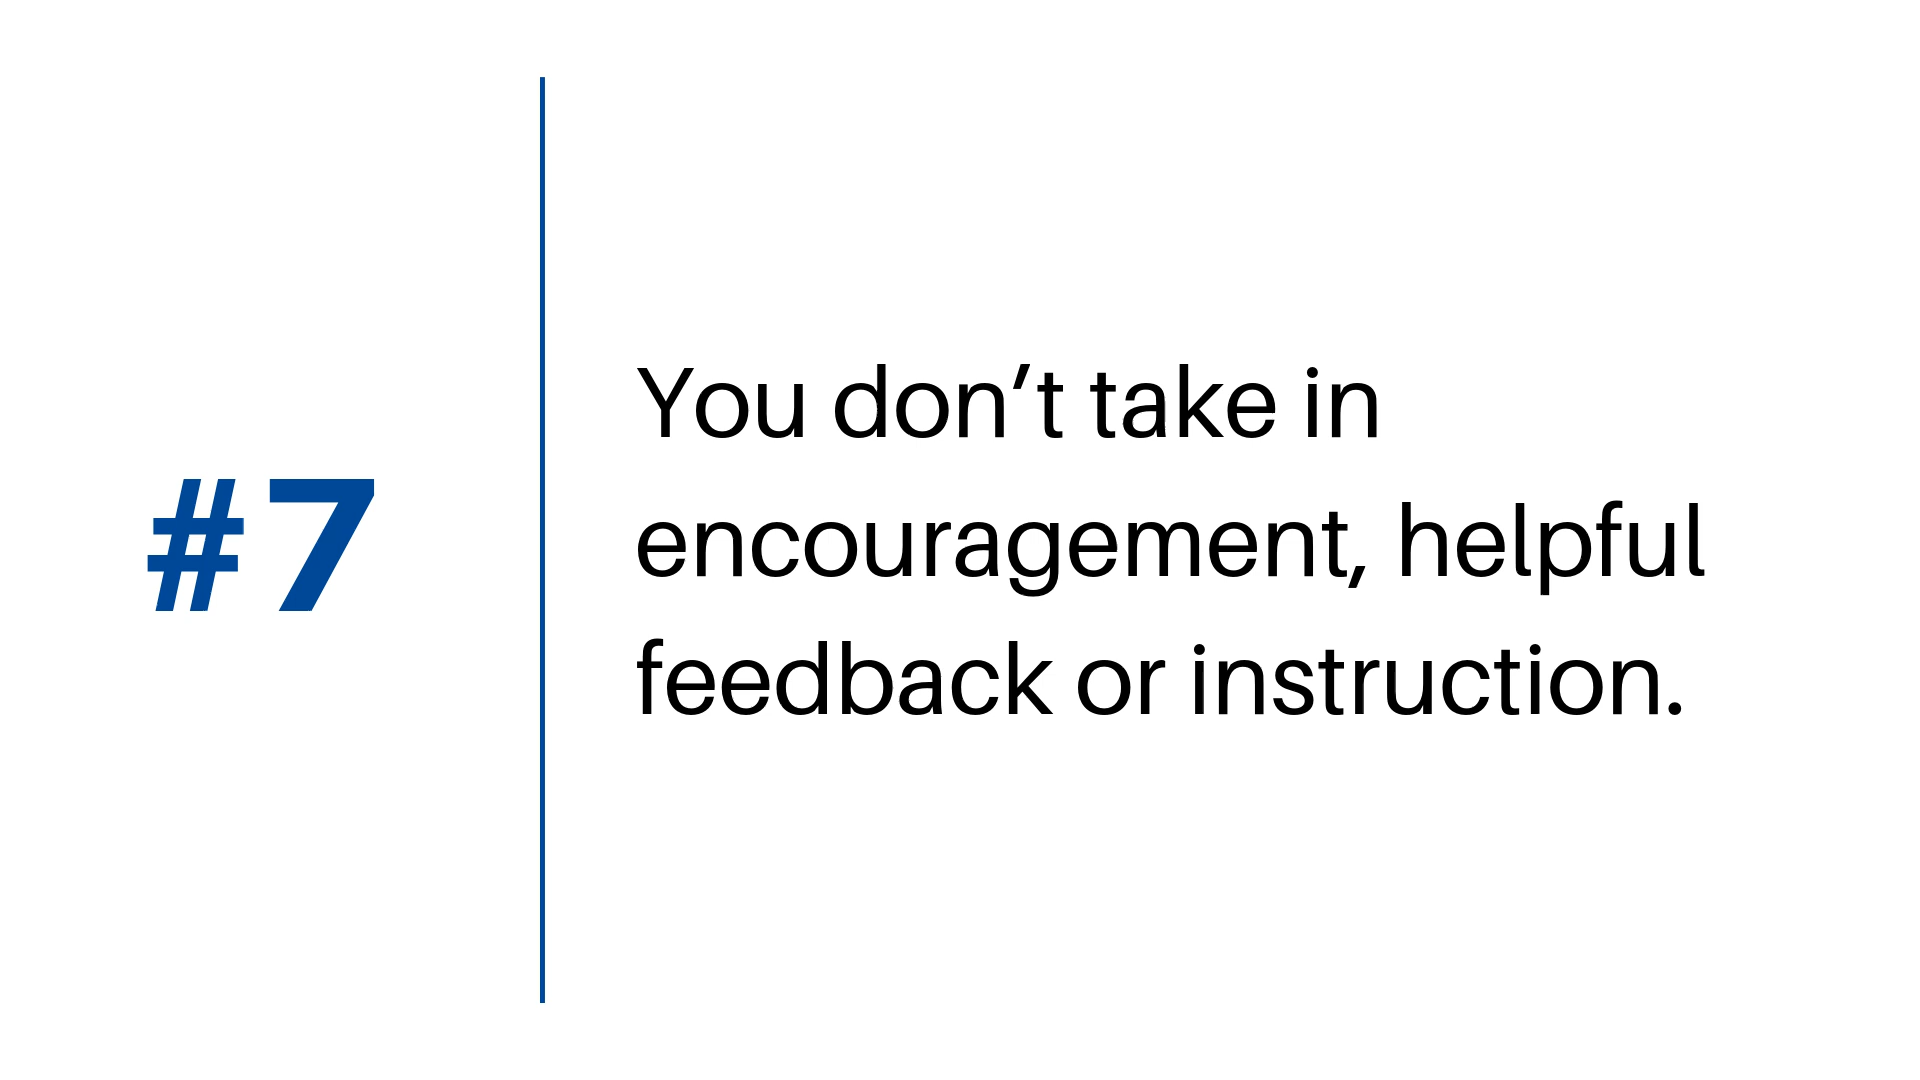 #7
You don’t take in
encouragement, helpful
feedback or instruction.